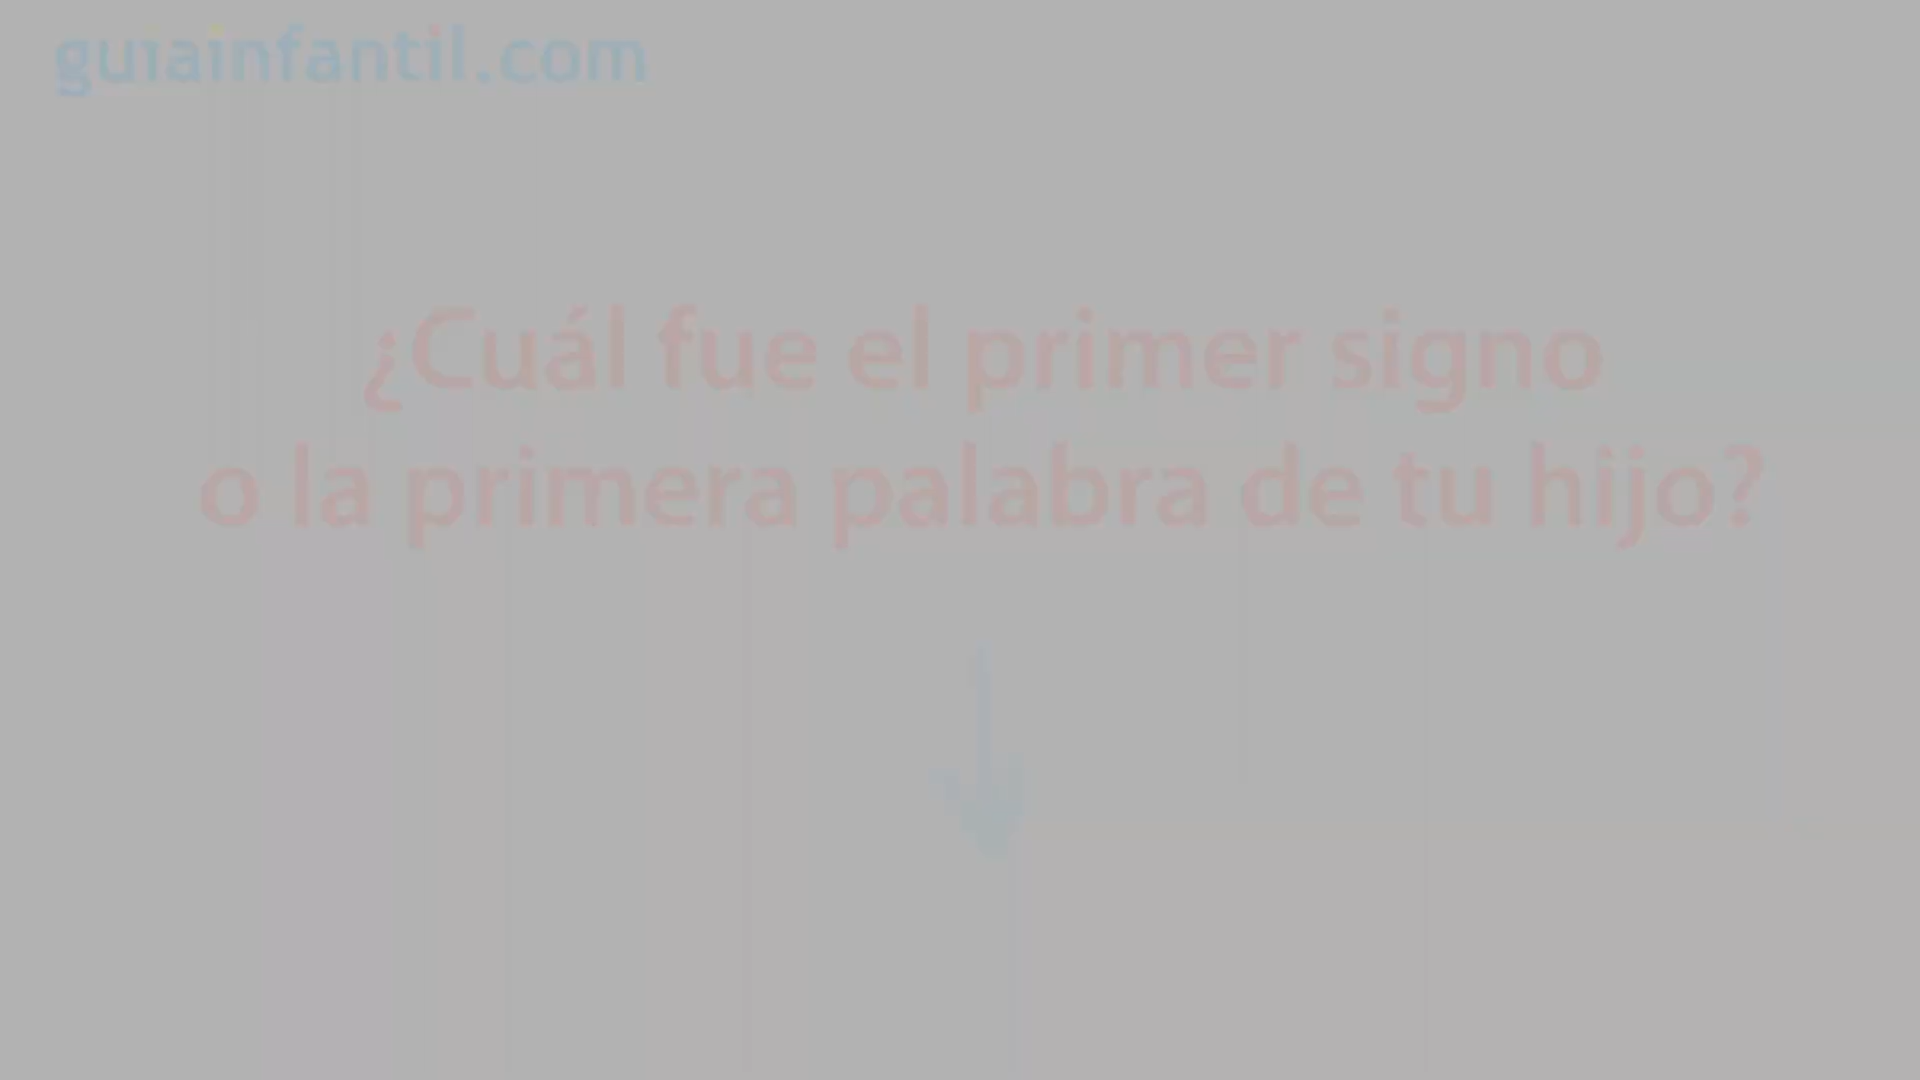 guiainfantil.com
¿Cuál fue el primer signo
o la primera palabra de tu hijo?